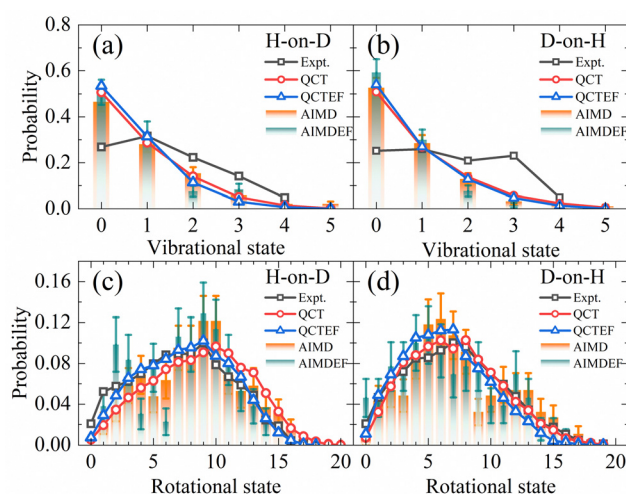 (a) H-on-D
Expt.
QCT
QCTEF
AIMD
AIMDEF
(b) D-on-H
Expt.
QCT
QCTEF
AIMD
AIMDEF
Probability
0.8
0.6
0.4
0.2
0.0
0 1 2 3 4 5
0 1 2 3 4 5
Vibrational state
Vibrational state
(c) H-on-D
Expt.
QCT
QCTEF
AIMD
AIMDEF
(d) D-on-H
Expt.
QCT
QCTEF
AIMD
AIMDEF
Probability
0.16
0.12
0.08
0.04
0.00
0 5 10 15 20
0 5 10 15 20
Rotational state
Rotational state